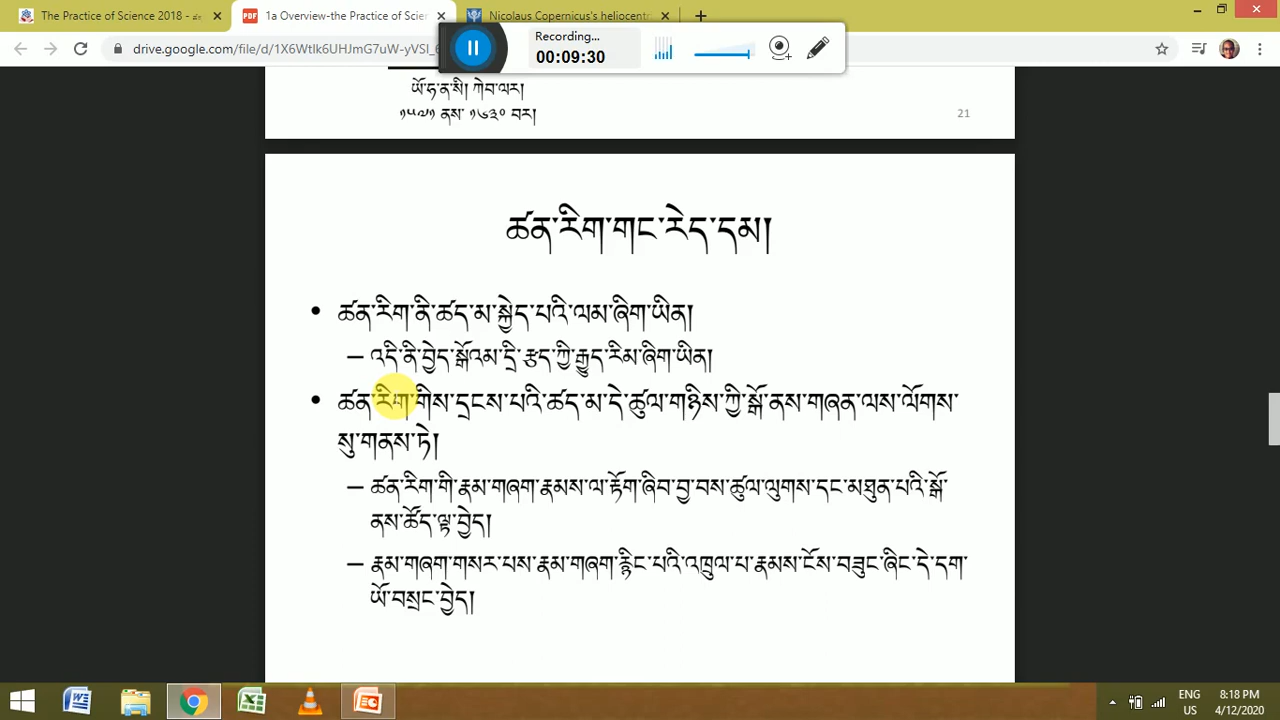 The Practice of Science 2018 -
1a Overview-the Practice of Scien
Nicolaus Copernicus's heliocentr
drive.google.com/file/d/1X6WtIk6UHJmG7uW-yVSI_6
Recording...
00:09:30
ཡོ་ཧ་ན་སི། ཀེབ་ལར།
༡༥༧༡ ནས་ ༡༦༣༠ བར།
21
ཚན་རིག་གང་རེད་དམ།
• ཚན་རིག་ནི་ཚད་མ་སྐྱེད་པའི་ལམ་ཞིག་ཡིན།
– འདི་ནི་བྱེད་སྒོའམ་དྲི་རྩད་ཀྱི་རྒྱུད་རིམ་ཞིག་ཡིན།
• ཚན་རིག་གིས་དྲངས་པའི་ཚད་མ་དེ་ཚུལ་གཉིས་ཀྱི་སྒོ་ནས་གཞན་ལས་ལོགས་
སུ་གནས་ཏེ།
– ཚན་རིག་གི་རྣམ་གཞག་རྣམས་ལ་རྟོག་ཞིབ་བྱ་བས་ཚུལ་ལུགས་དང་མཐུན་པའི་སྒོ་
ནས་ཚོད་ལྟ་བྱེད།
– རྣམ་གཞག་གསར་པས་རྣམ་གཞག་རྙིང་པའི་འཁྲུལ་པ་རྣམས་ངོས་བཟུང་ཞིང་དེ་དག་
ཡོ་བསྲང་བྱེད།
ENG
US
8:18 PM
4/12/2020